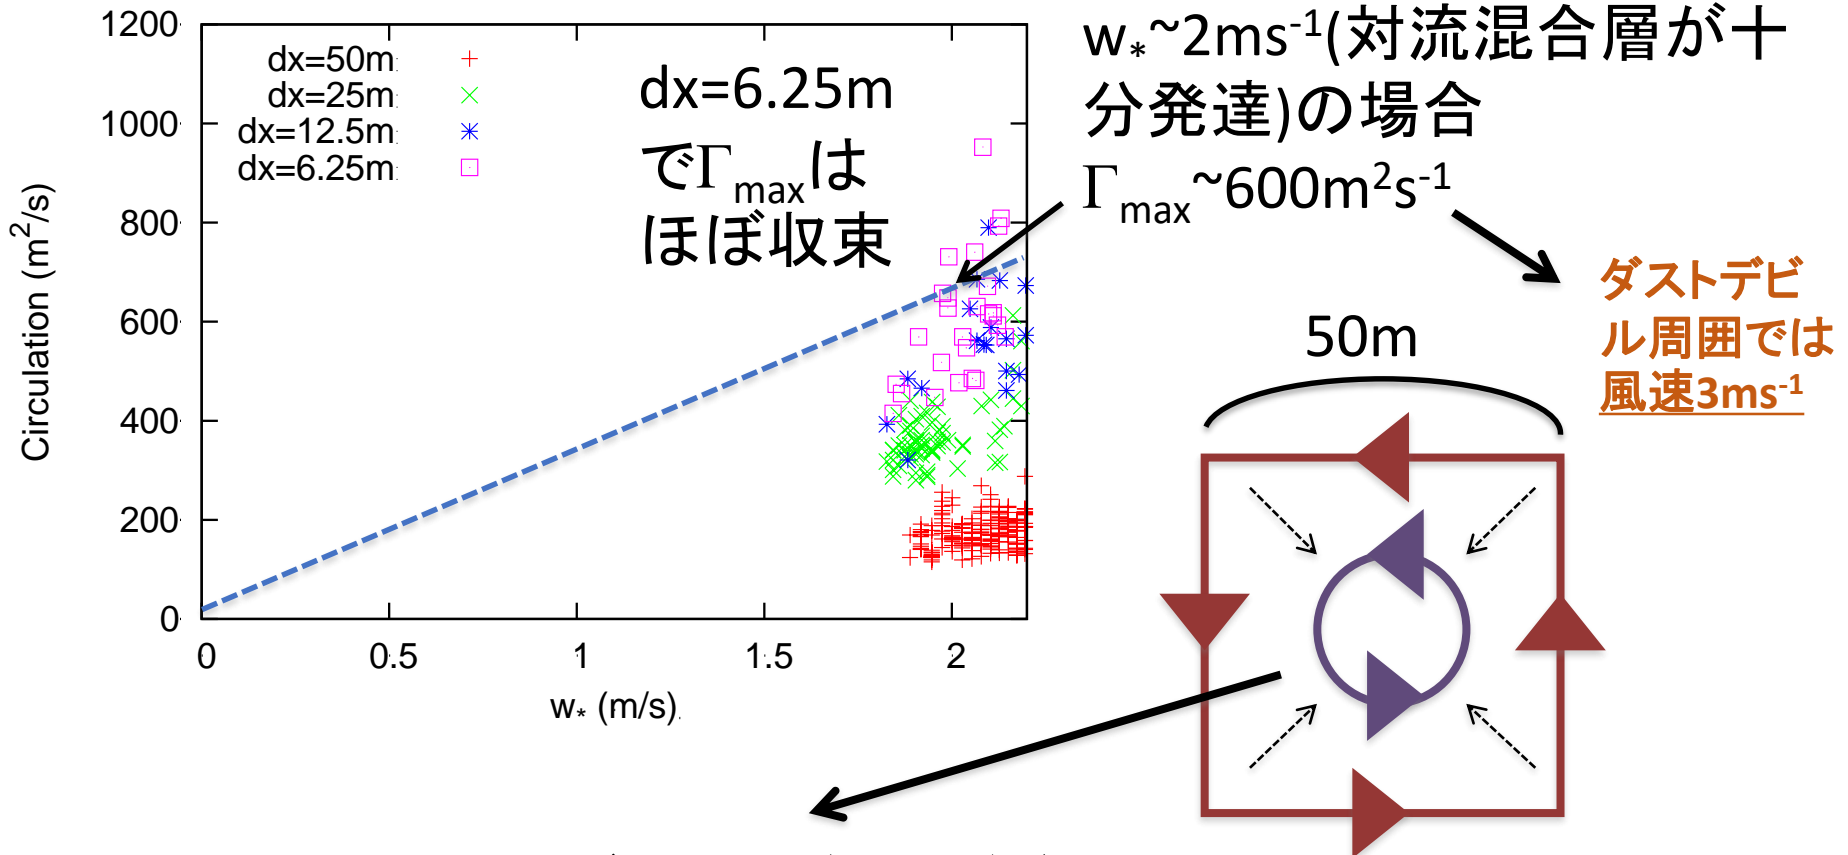 1200
1000
800
600
400
200
0
Circulation (m²/s)
dx=50m
dx=25m
dx=12.5m
dx=6.25m
dx=6.25m
でΓmaxは
ほぼ収束
0 0.5 1 1.5 2
w* (m/s)
w*~2ms⁻¹(対流混合層が十
分発達)の場合
Γmax~600m²s⁻¹
ダストデビ
ル周囲では
風速3ms⁻¹
50m